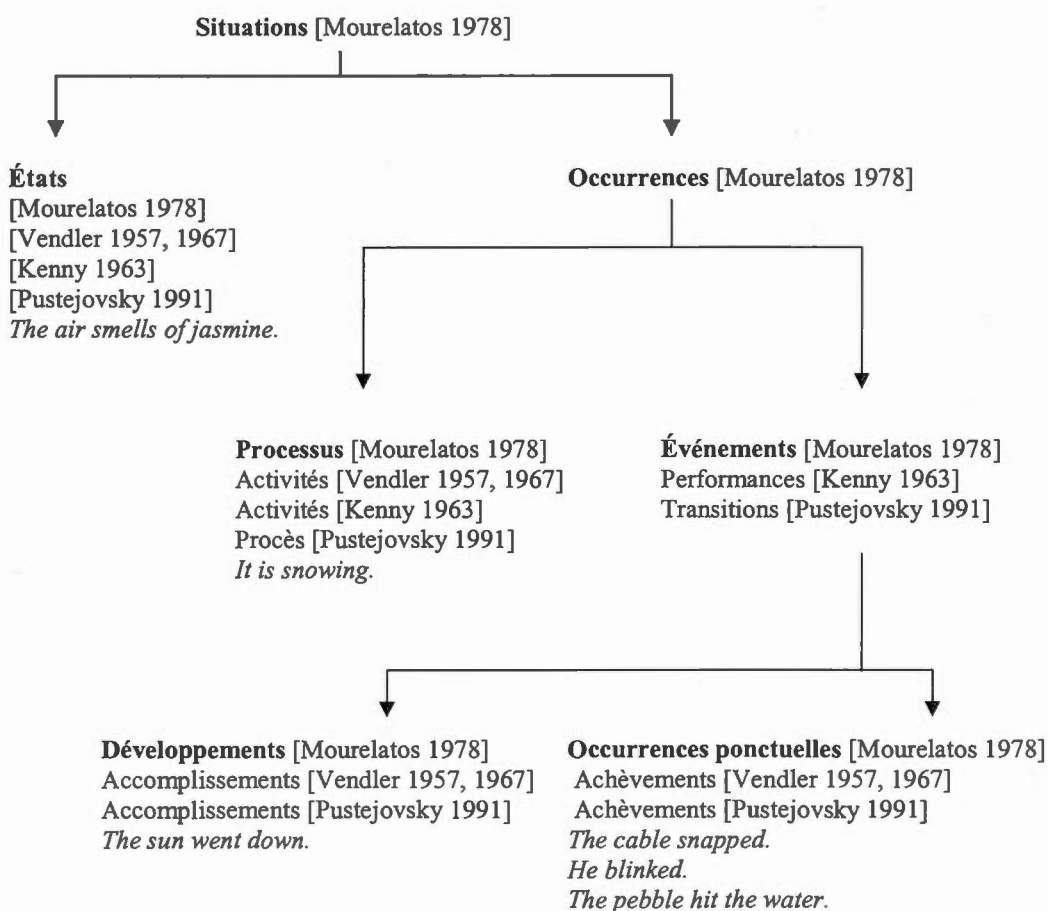 Situations [Mourelatos 1978]
États
[Mourelatos 1978]
[Vendler 1957, 1967]
[Kenny 1963]
[Pustejovsky 1991]
The air smells of jasmine.
Occurrences [Mourelatos 1978]
Processus [Mourelatos 1978]
Activités [Vendler 1957, 1967]
Activités [Kenny 1963]
Procès [Pustejovsky 1991]
It is snowing.
Événements [Mourelatos 1978]
Performances [Kenny 1963]
Transitions [Pustejovsky 1991]
Développements [Mourelatos 1978]
Accomplissements [Vendler 1957, 1967]
Accomplissements [Pustejovsky 1991]
The sun went down.
Occurrences ponctuelles [Mourelatos 1978]
Achèvements [Vendler 1957, 1967]
Achèvements [Pustejovsky 1991]
The cable snapped.
He blinked.
The pebble hit the water.